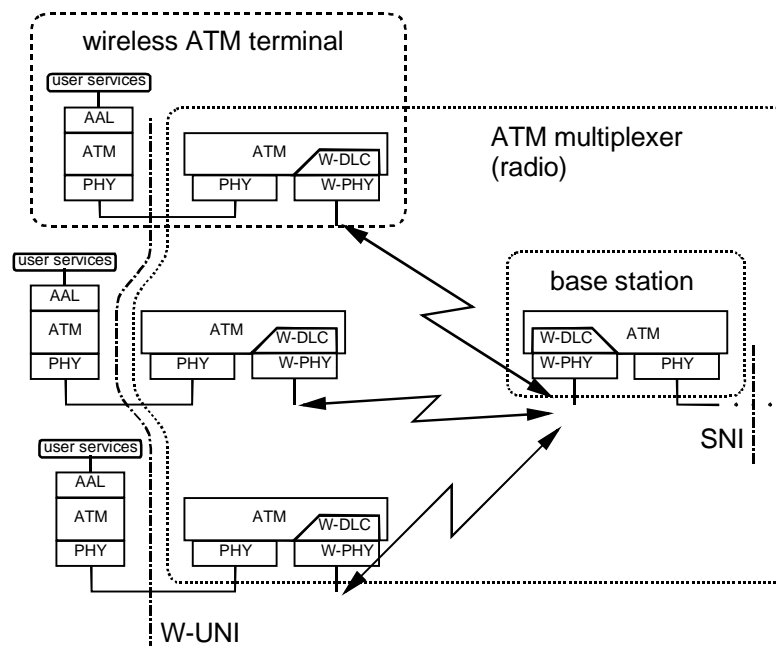 wireless ATM terminal
user services
AAL
ATM
PHY
ATM
W-DLC
PHY
W-PHY
ATM multiplexer
(radio)
user services
AAL
ATM
PHY
ATM
W-DLC
PHY
W-PHY
base station
W-DLC
ATM
W-PHY
PHY
SNI
user services
AAL
ATM
PHY
ATM
W-DLC
PHY
W-PHY
W-UNI